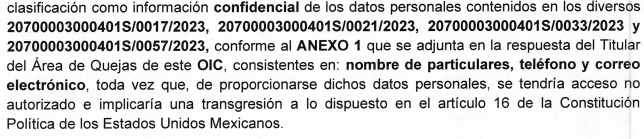 clasificación como información confidencial de los datos personales contenidos en los diversos
20700003000401S/0017/2023, 20700003000401S/0021/2023, 20700003000401S/0033/2023 y
20700003000401S/0057/2023, conforme al ANEXO 1 que se adjunta en la respuesta del Titular
del Área de Quejas de este OIC, consistentes en: nombre de particulares, teléfono y correo
electrónico, toda vez que, de proporcionarse dichos datos personales, se tendría acceso no
autorizado e implicaría una transgresión a lo dispuesto en el artículo 16 de la Constitución
Política de los Estados Unidos Mexicanos.